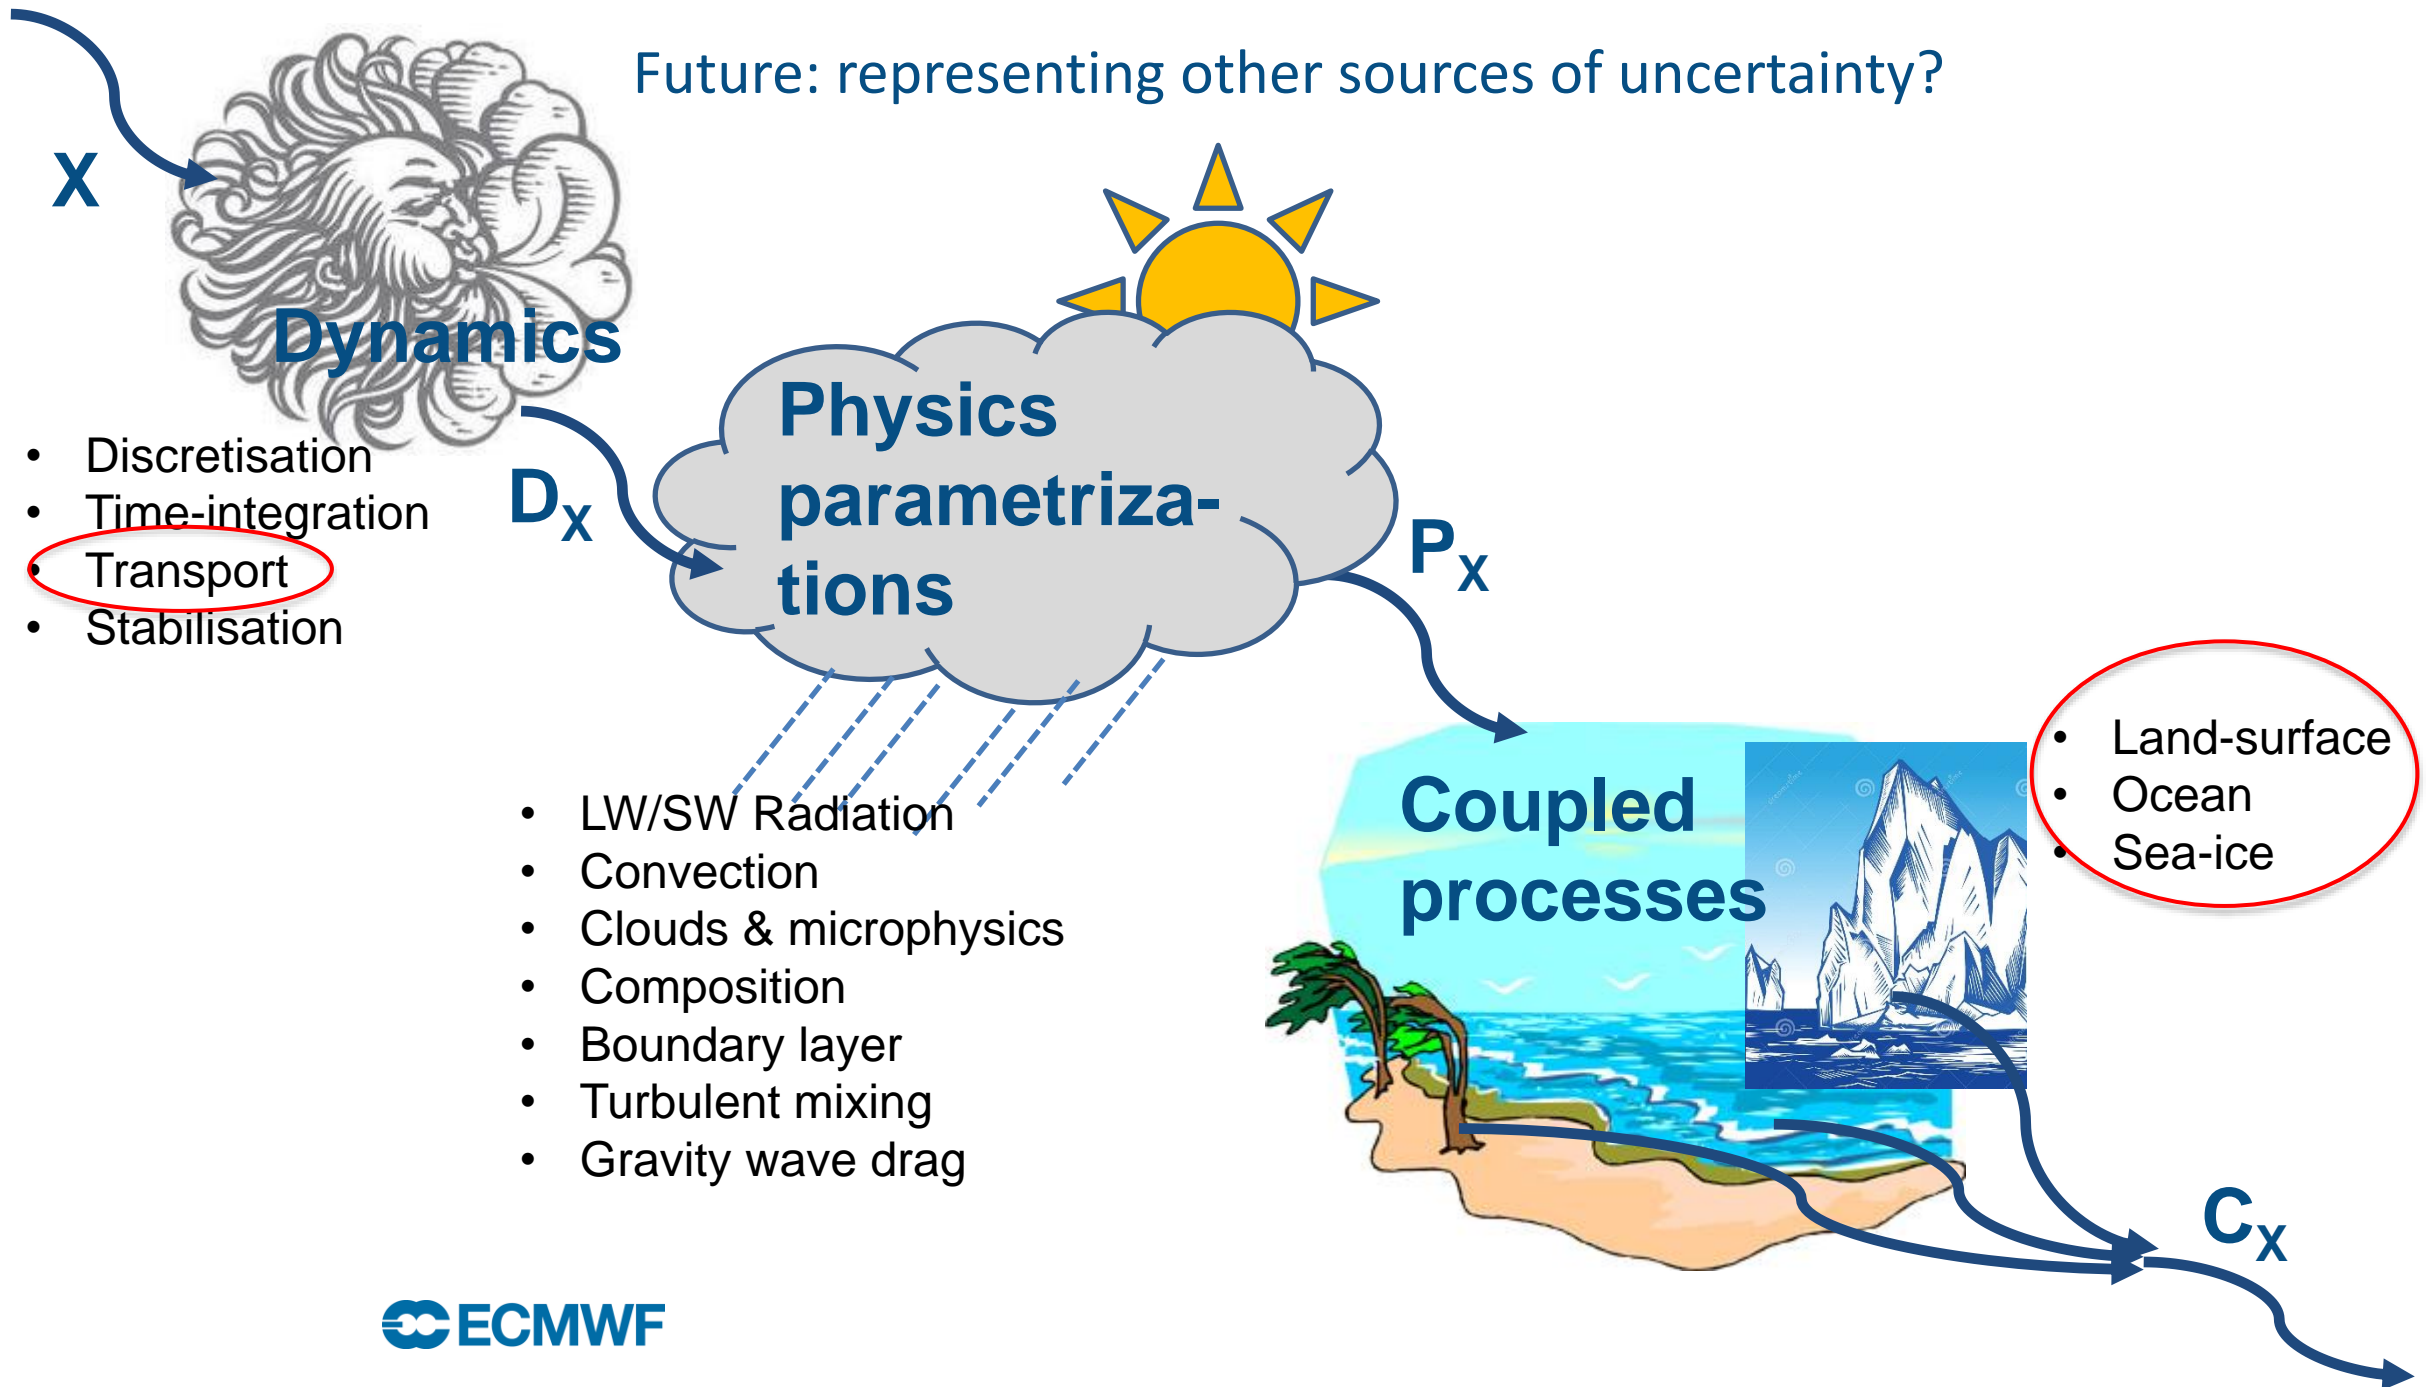 Future: representing other sources of uncertainty?
X
Dynamics
• Discretisation
• Time-integration
• Transport
• Stabilisation
DX
Physics
parametriza-
tions
PX
• LW/SW Radiation
• Convection
• Clouds & microphysics
• Composition
• Boundary layer
• Turbulent mixing
• Gravity wave drag
Coupled
processes
• Land-surface
• Ocean
• Sea-ice
CX
ECMWF